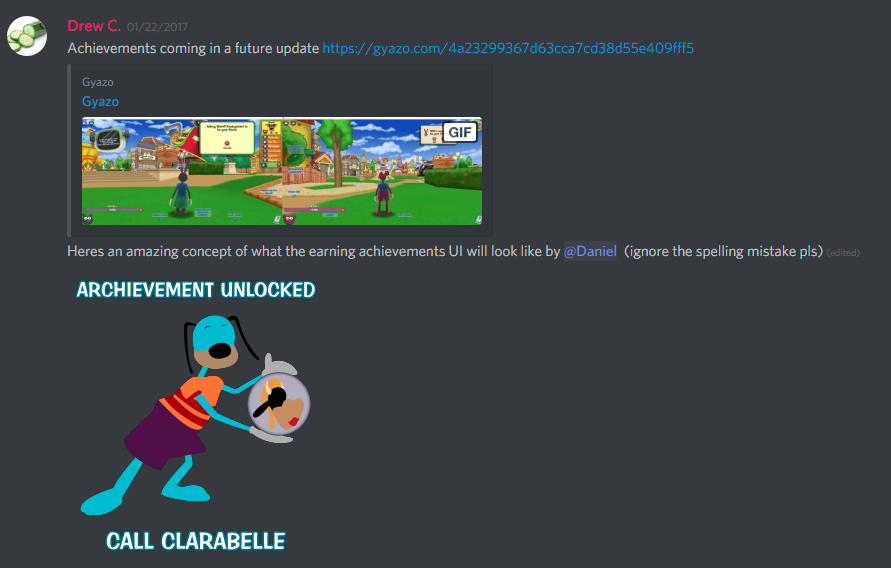 Drew C. 01/22/2017
Achievements coming in a future update https://gyazo.com/4a23299367d63cca7cd38d55e409fff5
Gyazo
Gyazo
GIF
Heres an amazing concept of what the earning achievements UI will look like by @Daniel (ignore the spelling mistake pls) (edited)
ARCHIEVEMENT UNLOCKED
CALL CLARABELLE